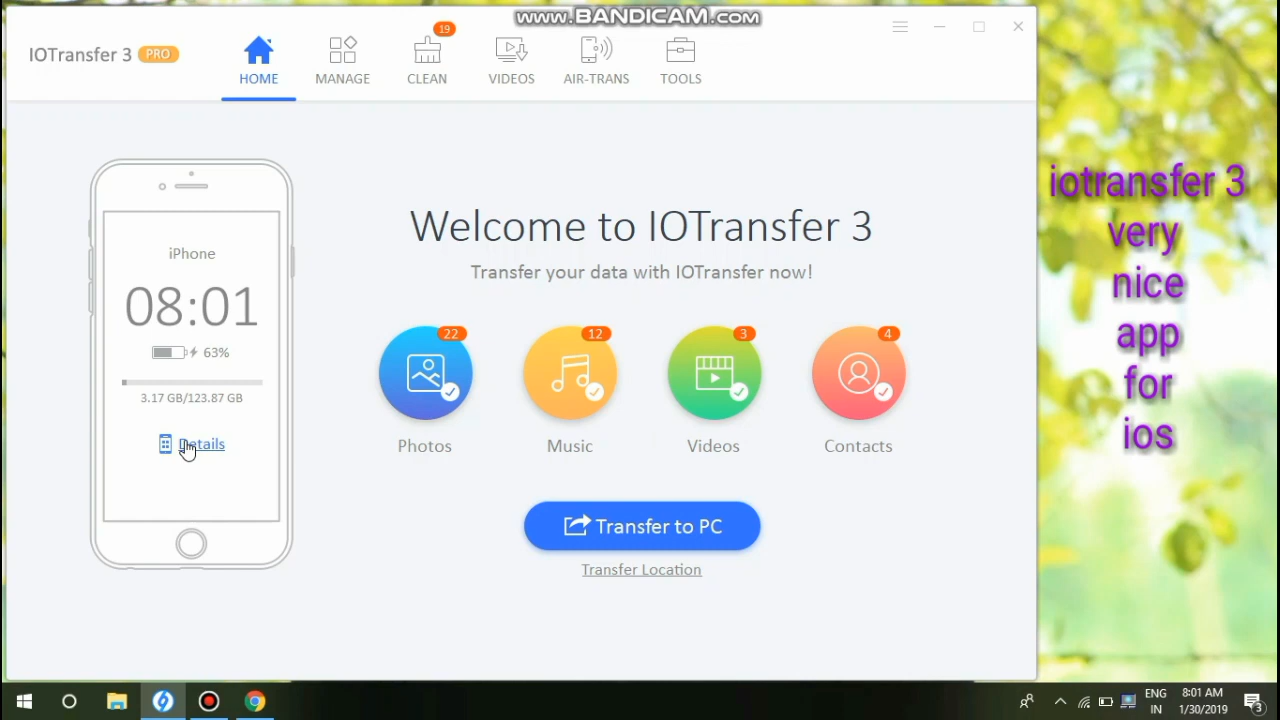 www.BANDICAM.com
IOTransfer 3 PRO
HOME
MANAGE
19
CLEAN
VIDEOS
AIR-TRANS
TOOLS
iPhone
08:01
63%
3.17 GB/123.87 GB
Details
Welcome to IOTransfer 3
Transfer your data with IOTransfer now!
22
Photos
12
Music
3
Videos
4
Contacts
Transfer to PC
Transfer Location
iotransfer 3
very
nice
app
for
ios
ENG
IN
8:01 AM
1/30/2019
3